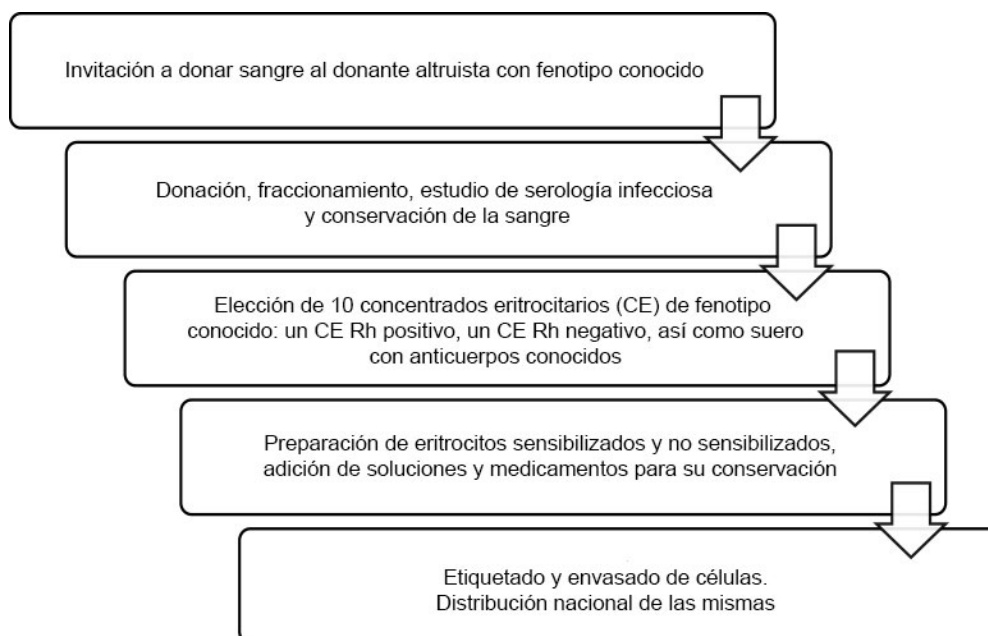 Invitación a donar sangre al donante altruista con fenotipo conocido
Donación, fraccionamiento, estudio de serología infecciosa
y conservación de la sangre
Elección de 10 concentrados eritrocitarios (CE) de fenotipo
conocido: un CE Rh positivo, un CE Rh negativo, así como suero
con anticuerpos conocidos
Preparación de eritrocitos sensibilizados y no sensibilizados,
adición de soluciones y medicamentos para su conservación
Etiquetado y envasado de células.
Distribución nacional de las mismas